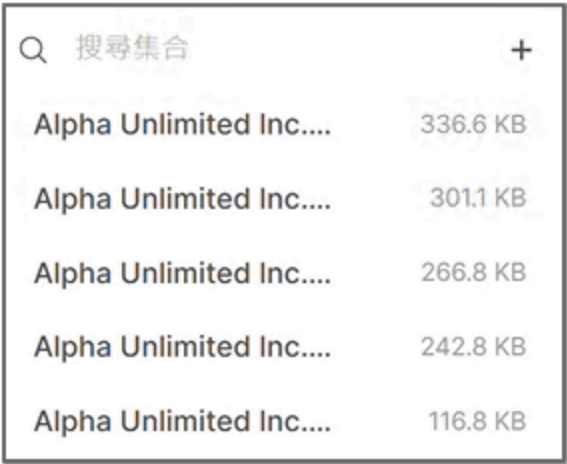 搜尋集合 +
Alpha Unlimited Inc.... 336.6 KB
Alpha Unlimited Inc.... 301.1 KB
Alpha Unlimited Inc.... 266.8 KB
Alpha Unlimited Inc.... 242.8 KB
Alpha Unlimited Inc.... 116.8 KB